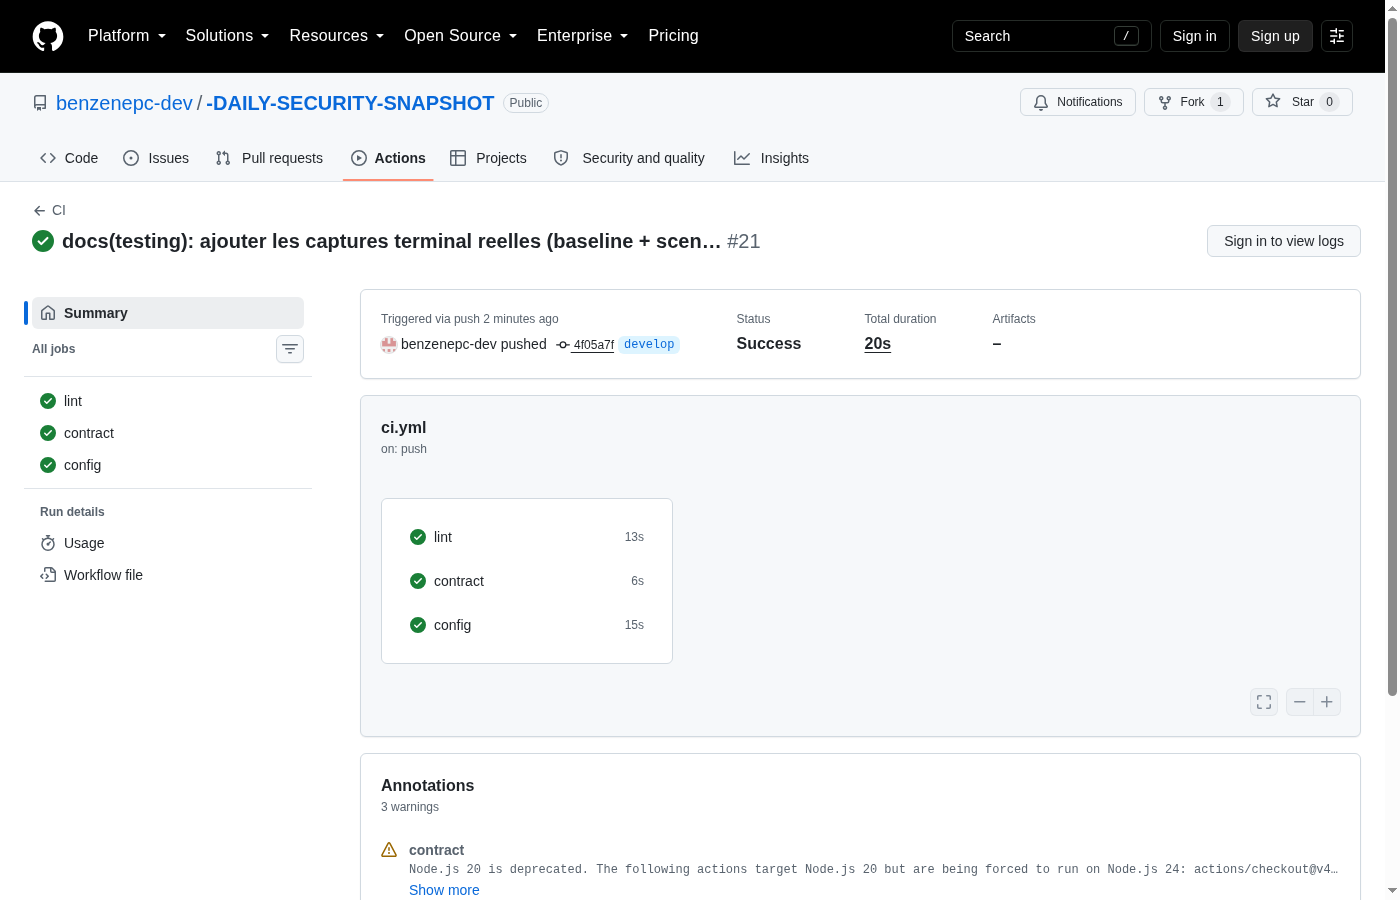 Platform Solutions Resources Open Source Enterprise Pricing Search / Sign in Sign up
benzenepc-dev / -DAILY-SECURITY-SNAPSHOT Public Notifications Fork 1 Star 0
Code Issues Pull requests Actions Projects Security and quality Insights
CI
docs(testing): ajouter les captures terminal reelles (baseline + scen… #21
Sign in to view logs
Summary
All jobs
lint
contract
config
Run details
Usage
Workflow file
Triggered via push 2 minutes ago
benzenepc-dev pushed 4f05a7f develop
Status
Success
Total duration
20s
Artifacts
–
ci.yml
on: push
lint 13s
contract 6s
config 15s
Annotations
3 warnings
contract
Node.js 20 is deprecated. The following actions target Node.js 20 but are being forced to run on Node.js 24: actions/checkout@v4…
Show more